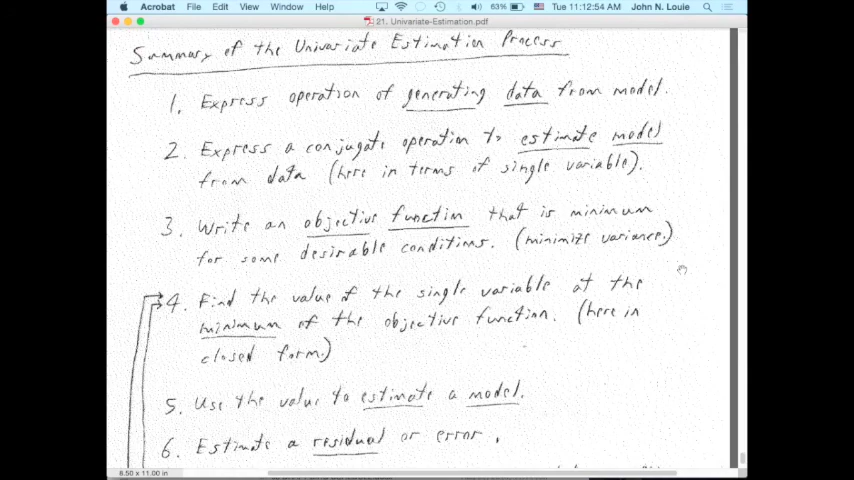 Acrobat File Edit View Window Help 63% Tue 11:12:54 AM John N. Louie
21. Univariate-Estimation.pdf
Summary of the Univariate Estimation Process
1. Express operation of generating data from model.
2. Express a conjugate operation to estimate model
from data (here in terms of single variable).
3. Write an objective function that is minimum
for some desirable conditions. (minimize variance.)
4. Find the value of the single variable at the
minimum of the objective function. (here in
closed form.)
5. Use the value to estimate a model.
6. Estimate a residual or error.
8.50 x 11.00 in